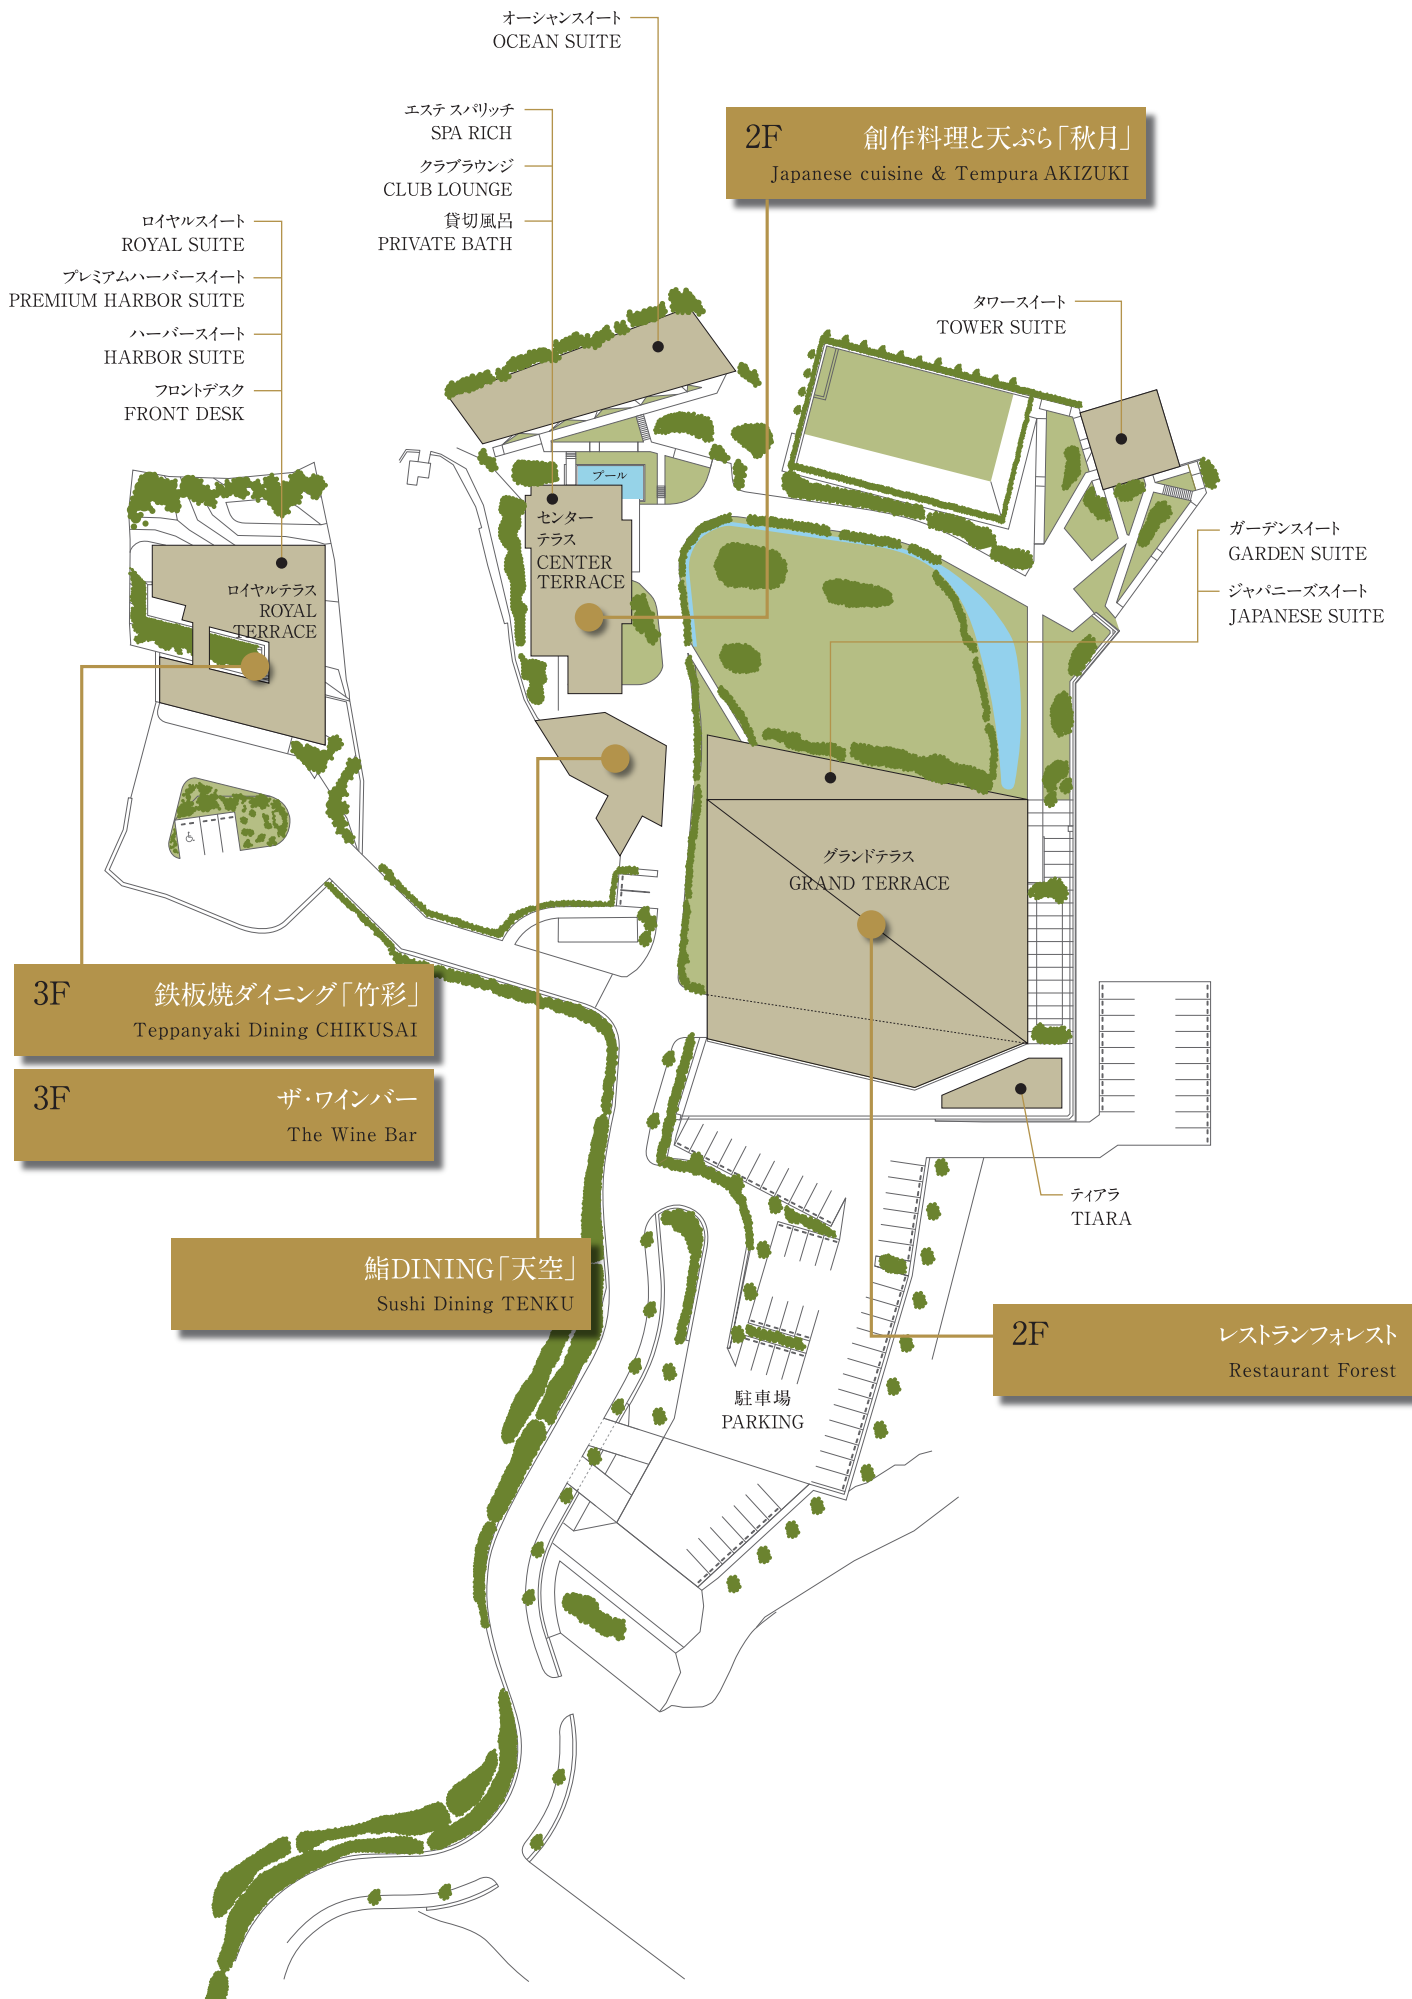 オーシャンスイート
OCEAN SUITE
エステ スパリッチ
SPA RICH
クラブラウンジ
CLUB LOUNGE
貸切風呂
PRIVATE BATH
2F 創作料理と天ぷら「秋月」
Japanese cuisine & Tempura AKIZUKI
ロイヤルスイート
ROYAL SUITE
プレミアムハーバースイート
PREMIUM HARBOR SUITE
ハーバースイート
HARBOR SUITE
フロントデスク
FRONT DESK
タワースイート
TOWER SUITE
プール
センター
テラス
CENTER
TERRACE
ガーデンスイート
GARDEN SUITE
ジャパニーズスイート
JAPANESE SUITE
ロイヤルテラス
ROYAL
TERRACE
グランドテラス
GRAND TERRACE
3F 鉄板焼ダイニング「竹彩」
Teppanyaki Dining CHIKUSAI
3F ザ・ワインバー
The Wine Bar
ティアラ
TIARA
鮨DINING「天空」
Sushi Dining TENKU
2F レストランフォレスト
Restaurant Forest
駐車場
PARKING